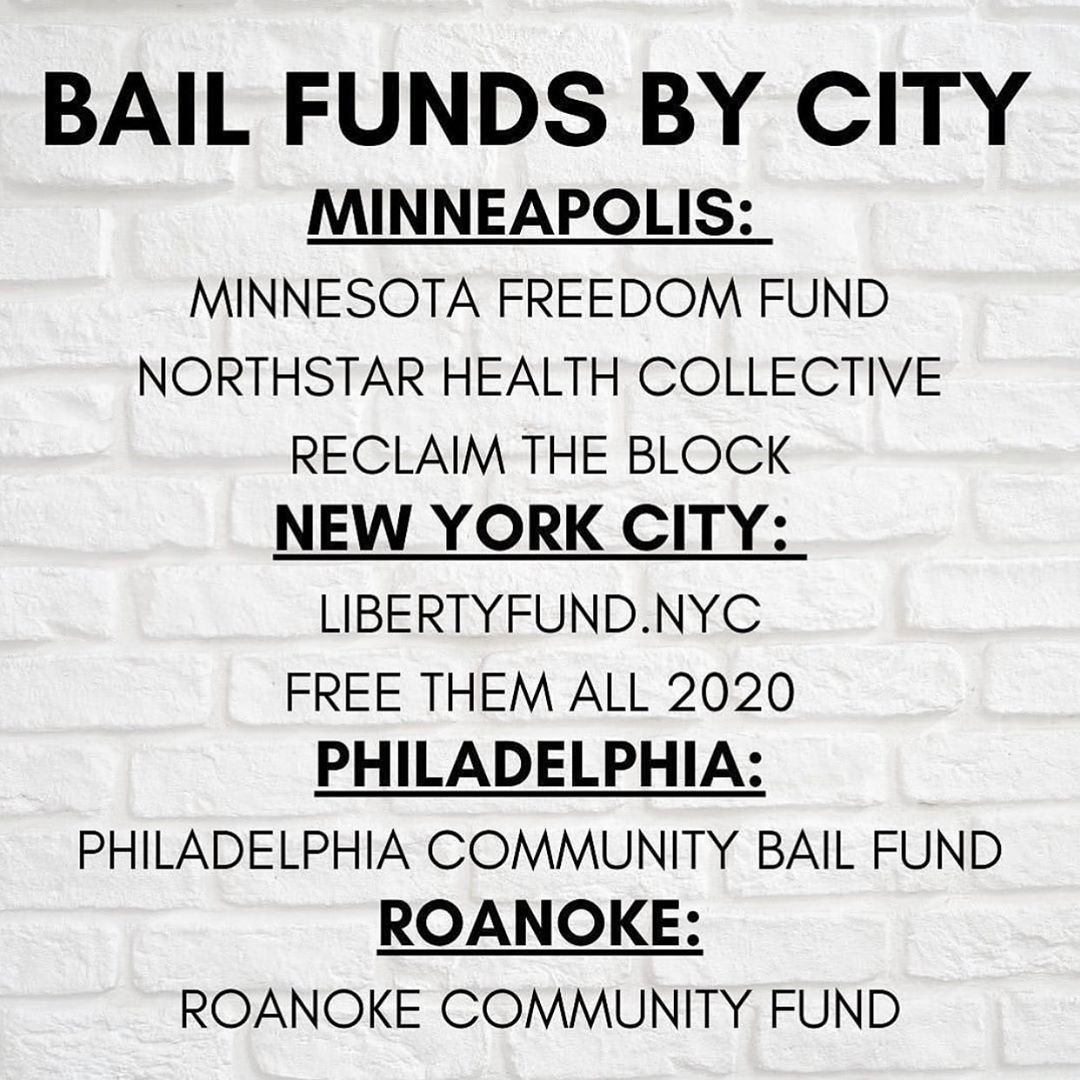 BAIL FUNDS BY CITY
MINNEAPOLIS:
MINNESOTA FREEDOM FUND
NORTHSTAR HEALTH COLLECTIVE
RECLAIM THE BLOCK
NEW YORK CITY:
LIBERTYFUND.NYC
FREE THEM ALL 2020
PHILADELPHIA:
PHILADELPHIA COMMUNITY BAIL FUND
ROANOKE:
ROANOKE COMMUNITY FUND